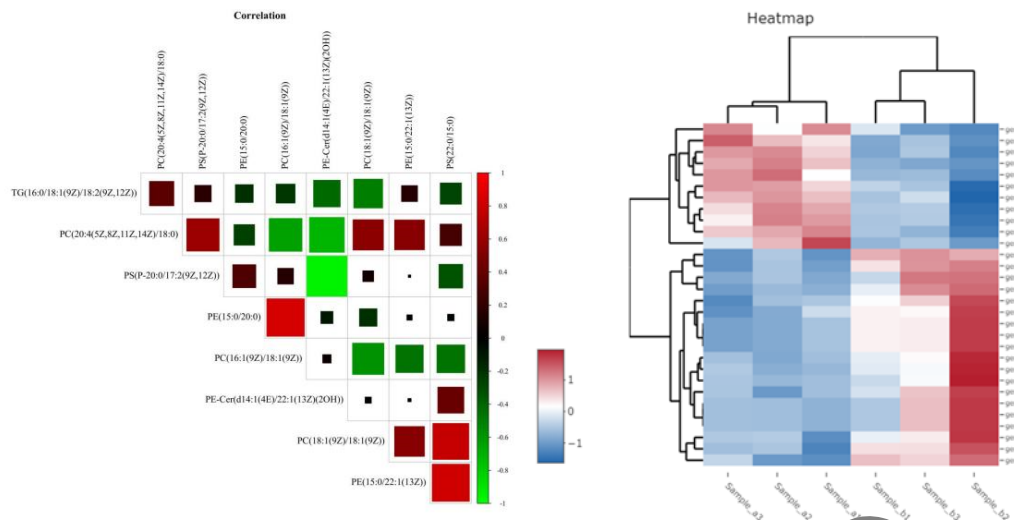 Correlation
PC(20:4(5Z,8Z,11Z,14Z)/18:0)
PS(P-20:0/17:2(9Z,12Z))
PE(15:0/20:0)
PC(16:1(9Z)/18:1(9Z))
PE-Cer(d14:1(4E)/22:1(13Z)(2OH))
PC(18:1(9Z)/18:1(9Z))
PE(15:0/22:1(13Z))
PS(22:0/15:0)
TG(16:0/18:1(9Z)/18:2(9Z,12Z))
PC(20:4(5Z,8Z,11Z,14Z)/18:0)
PS(P-20:0/17:2(9Z,12Z))
PE(15:0/20:0)
PC(16:1(9Z)/18:1(9Z))
PE-Cer(d14:1(4E)/22:1(13Z)(2OH))
PC(18:1(9Z)/18:1(9Z))
PE(15:0/22:1(13Z))
1
0.8
0.6
0.4
0.2
0
-0.2
-0.4
-0.6
-0.8
-1
1
0
−1
Heatmap
Sample_a3
Sample_a2
Sample_b1
Sample_b3
Sample_b2